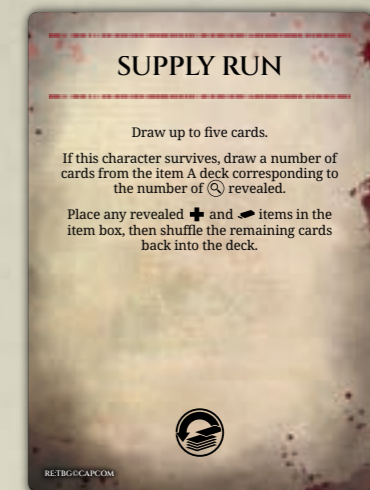 SUPPLY RUN
Draw up to five cards.
If this character survives, draw a number of
cards from the item A deck corresponding to
the number of revealed.
Place any revealed and items in the
item box, then shuffle the remaining cards
back into the deck.
RE:TBG©CAPCOM